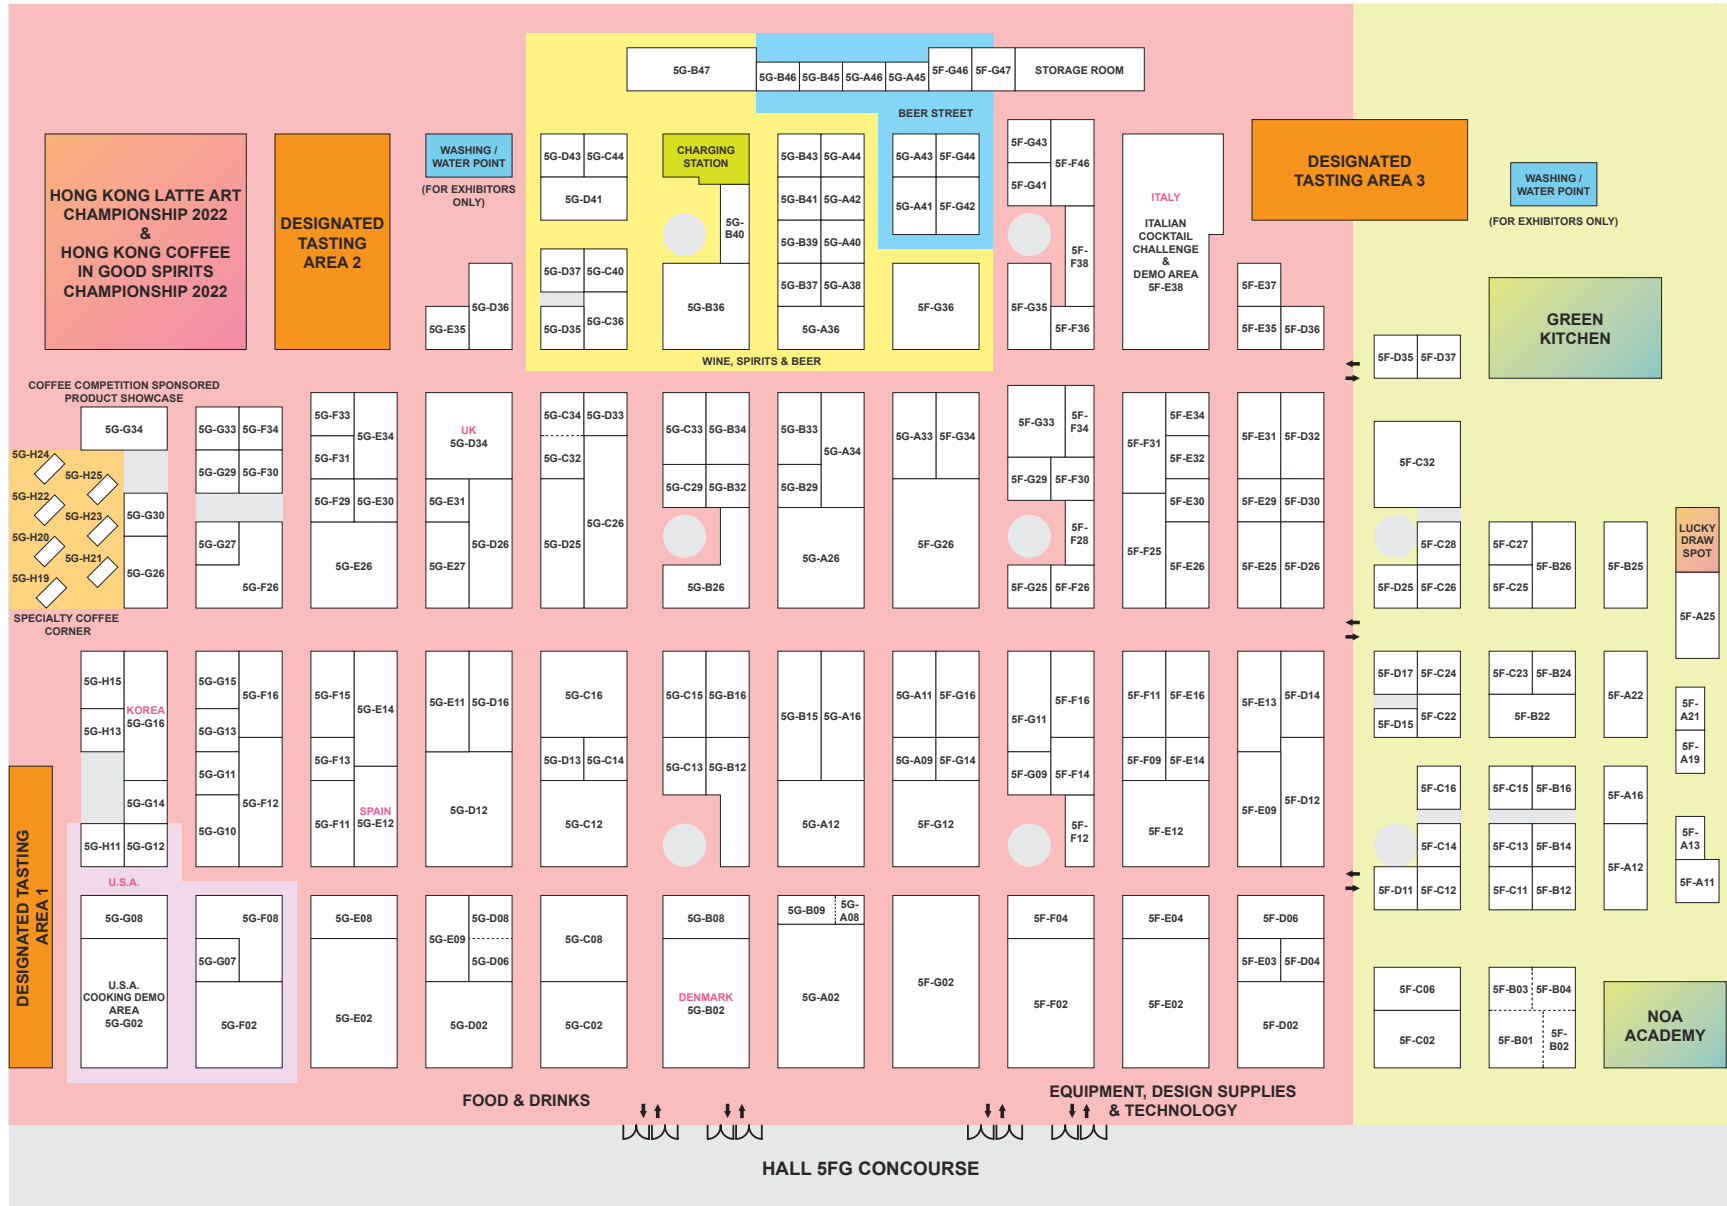 5G-B47
5G-B46
5G-B45
5G-A46
5G-A45
5F-G46
5F-G47
STORAGE ROOM
BEER STREET
HONG KONG LATTE ART
CHAMPIONSHIP 2022
&
HONG KONG COFFEE
IN GOOD SPIRITS
CHAMPIONSHIP 2022
DESIGNATED
TASTING
AREA 2
WASHING /
WATER POINT
(FOR EXHIBITORS
ONLY)
5G-D36
5G-E35
5G-D43
5G-C44
5G-D41
5G-D37
5G-C40
5G-D35
5G-C36
CHARGING
STATION
5G-
B40
5G-B36
5G-B43
5G-A44
5G-B41
5G-A42
5G-B39
5G-A40
5G-B37
5G-A38
5G-A36
5G-A43
5F-G44
5G-A41
5F-G42
5F-G36
WINE, SPIRITS & BEER
5F-G43
5F-F46
5F-G41
5F-
F38
5F-G35
5F-F36
ITALY
ITALIAN
COCKTAIL
CHALLENGE
&
DEMO AREA
5F-E38
DESIGNATED
TASTING AREA 3
5F-E37
5F-E35
5F-D36
WASHING /
WATER POINT
(FOR EXHIBITORS ONLY)
GREEN
KITCHEN
5F-D35
5F-D37
COFFEE COMPETITION SPONSORED
PRODUCT SHOWCASE
5G-G34
5G-H24
5G-H25
5G-H22
5G-H23
5G-H20
5G-H21
5G-H19
5G-G30
5G-G26
SPECIALTY COFFEE
CORNER
5G-G33
5G-F34
5G-G29
5G-F30
5G-G27
5G-F26
5G-F33
5G-E34
5G-F31
5G-F29
5G-E30
5G-E26
UK
5G-D34
5G-E31
5G-D26
5G-E27
5G-C34
5G-D33
5G-C32
5G-C26
5G-D25
5G-C33
5G-B34
5G-C29
5G-B32
5G-B26
5G-B33
5G-A34
5G-B29
5G-A26
5G-A33
5F-G34
5F-G26
5F-G33
5F-
F34
5F-G29
5F-F30
5F-
F28
5F-G25
5F-F26
5F-F31
5F-E34
5F-E32
5F-E30
5F-F25
5F-E26
5F-E31
5F-D32
5F-E29
5F-D30
5F-E25
5F-D26
5F-C32
5F-C28
5F-D25
5F-C26
5F-C27
5F-B26
5F-C25
5F-B25
LUCKY
DRAW
SPOT
5F-A25
5G-H15
KOREA
5G-G16
5G-H13
5G-G14
5G-H11
5G-G12
5G-G15
5G-F16
5G-G13
5G-G11
5G-F12
5G-G10
5G-F15
5G-E14
5G-F13
SPAIN
5G-E12
5G-F11
5G-E11
5G-D16
5G-D12
5G-C16
5G-D13
5G-C14
5G-C12
5G-C15
5G-B16
5G-C13
5G-B12
5G-B15
5G-A16
5G-A12
5G-A11
5F-G16
5G-A09
5F-G14
5F-G12
5F-F16
5F-G11
5F-G09
5F-F14
5F-
F12
5F-F11
5F-E16
5F-F09
5F-E14
5F-E12
5F-E13
5F-D14
5F-E09
5F-D12
5F-D17
5F-C24
5F-D15
5F-C22
5F-C23
5F-B24
5F-B22
5F-A22
5F-
A21
5F-
A19
5F-C16
5F-C15
5F-B16
5F-A16
5F-C14
5F-C13
5F-B14
5F-A12
5F-D11
5F-C12
5F-C11
5F-B12
5F-
A13
5F-A11
DESIGNATED TASTING
AREA 1
U.S.A.
5G-G08
U.S.A.
COOKING DEMO
AREA
5G-G02
5G-F08
5G-G07
5G-F02
5G-E08
5G-E02
5G-E09
5G-D08
5G-D06
5G-D02
5G-C08
5G-C02
5G-B08
DENMARK
5G-B02
5G-B09
5G-
A08
5G-A02
5F-G02
5F-F04
5F-F02
5F-E04
5F-E02
5F-D06
5F-E03
5F-D04
5F-D02
5F-C06
5F-C02
5F-B03
5F-B04
5F-B01
5F-
B02
NOA
ACADEMY
FOOD & DRINKS
EQUIPMENT, DESIGN SUPPLIES
& TECHNOLOGY
HALL 5FG CONCOURSE